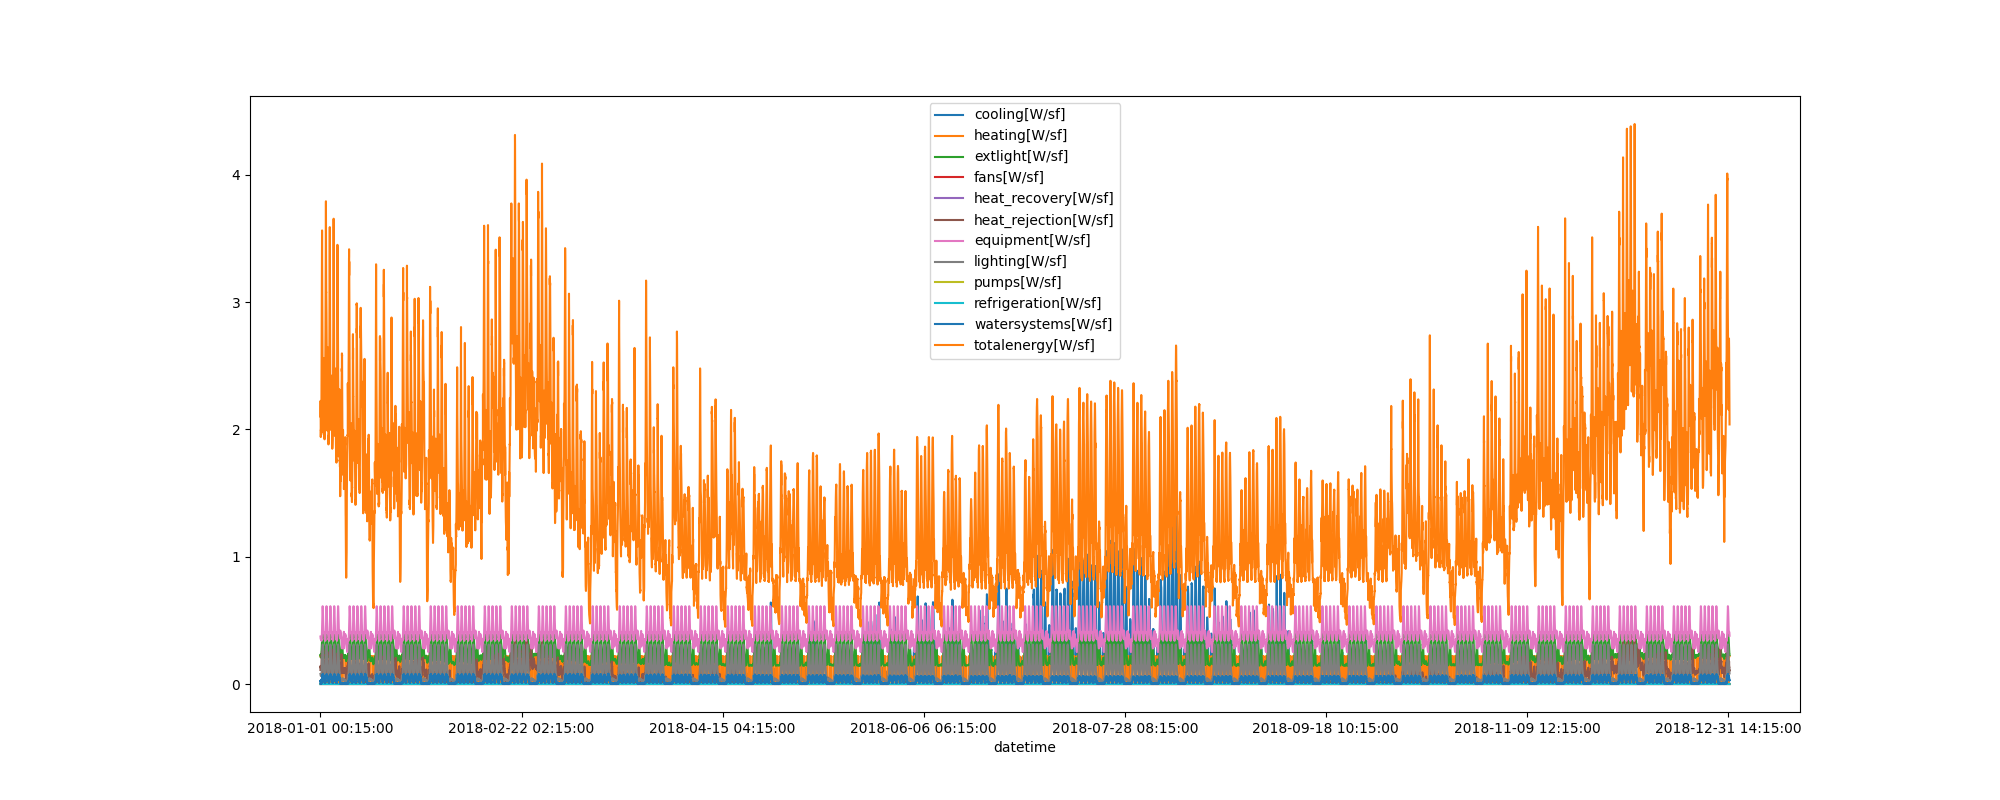 cooling[W/sf]
heating[W/sf]
extlight[W/sf]
fans[W/sf]
heat_recovery[W/sf]
heat_rejection[W/sf]
equipment[W/sf]
lighting[W/sf]
pumps[W/sf]
refrigeration[W/sf]
watersystems[W/sf]
totalenergy[W/sf]
4
3
2
1
0
2018-01-01 00:15:00 2018-02-22 02:15:00 2018-04-15 04:15:00 2018-06-06 06:15:00 2018-07-28 08:15:00 2018-09-18 10:15:00 2018-11-09 12:15:00 2018-12-31 14:15:00
datetime